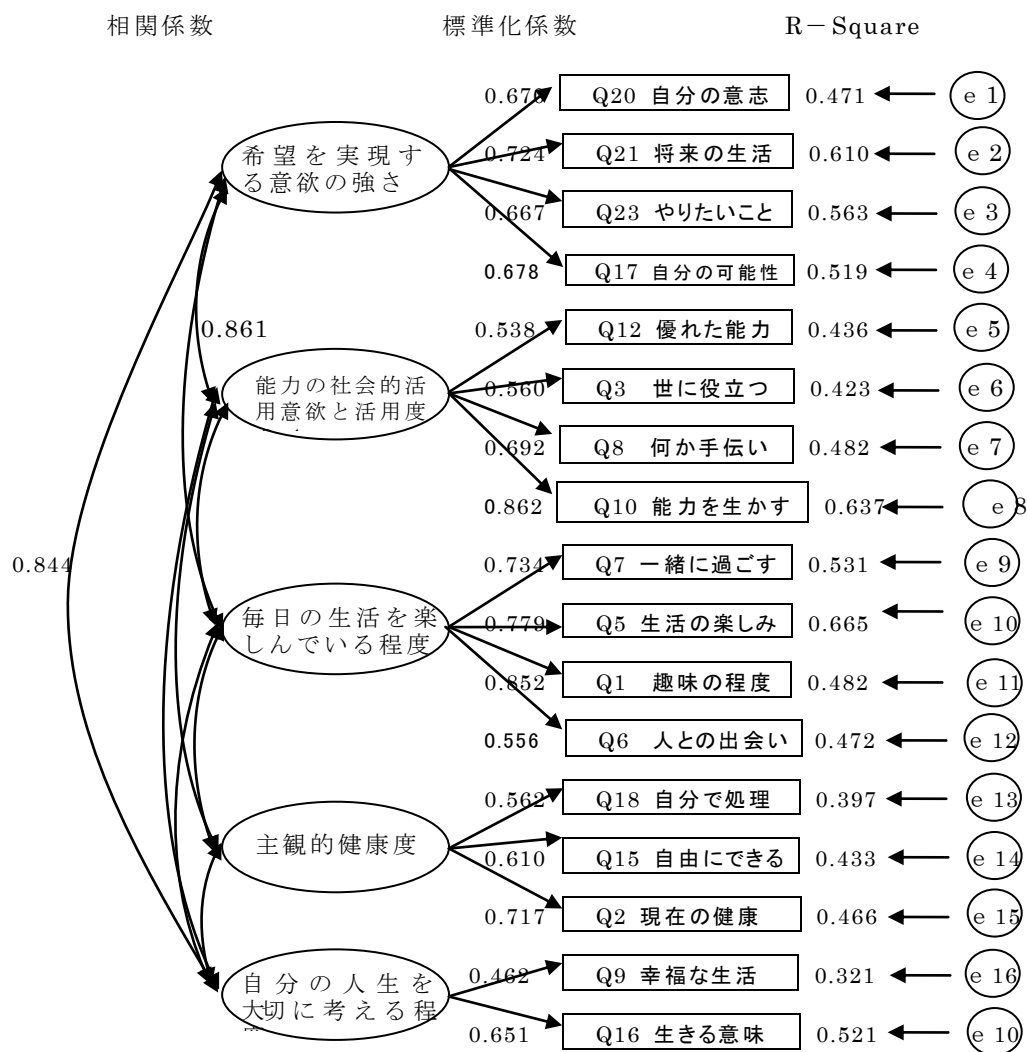 相関係数 標準化係数 R－Square
0.676 Q20 自分の意志 0.471 e 1
希望を実現す
る意欲の強さ
0.724 Q21 将来の生活 0.610 e 2
0.667 Q23 やりたいこと 0.563 e 3
0.678 Q17 自分の可能性 0.519 e 4
0.861
0.538 Q12 優れた能力 0.436 e 5
能力の社会的活
用意欲と活用度
0.560 Q3 世に役立つ 0.423 e 6
0.692 Q8 何か手伝い 0.482 e 7
0.862 Q10 能力を生かす 0.637 e 8
0.844
0.734 Q7 一緒に過ごす 0.531 e 9
毎日の生活を楽
しんでいる程度
0.779 Q5 生活の楽しみ 0.665 e 10
0.852 Q1 趣味の程度 0.482 e 11
0.556 Q6 人との出会い 0.472 e 12
0.562 Q18 自分で処理 0.397 e 13
主観的健康度
0.610 Q15 自由にできる 0.433 e 14
0.717 Q2 現在の健康 0.466 e 15
自分の人生を
大切に考える程
0.462 Q9 幸福な生活 0.321 e 16
0.651 Q16 生きる意味 0.521 e 10